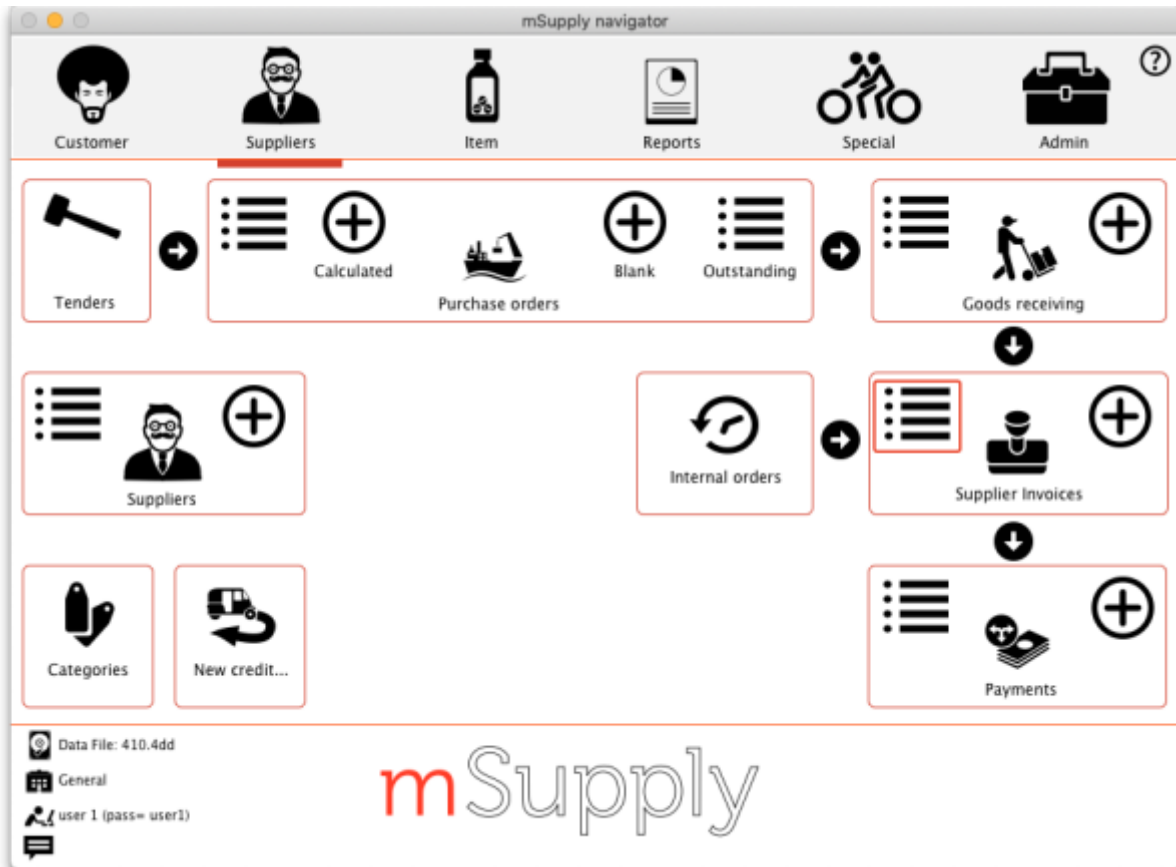 mSupply navigator
Customer
Suppliers
Item
Reports
Special
Admin
?
Tenders
Calculated
Blank
Outstanding
Purchase orders
Goods receiving
Suppliers
Internal orders
Supplier Invoices
Categories
New credit...
Payments
Data File: 410.4dd
General
user 1 (pass= user1)
mSupply